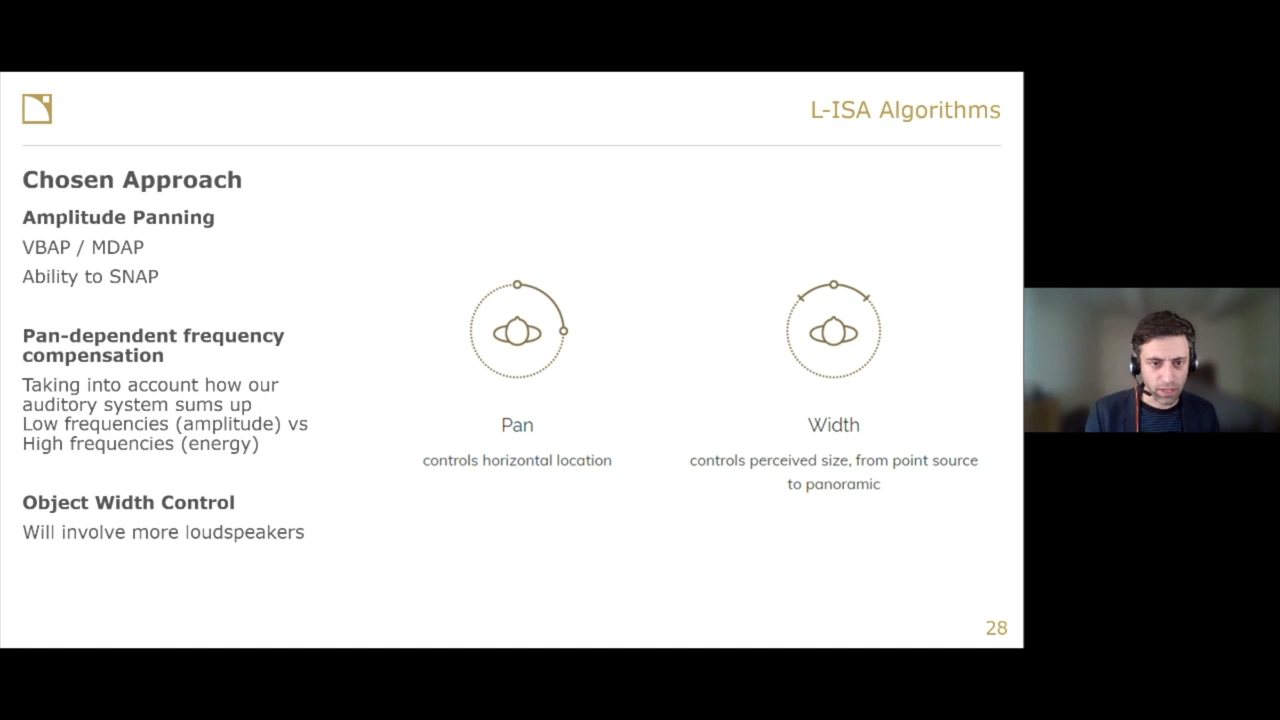 L-ISA Algorithms
Chosen Approach
Amplitude Panning
VBAP / MDAP
Ability to SNAP
Pan-dependent frequency
compensation
Taking into account how our
auditory system sums up
Low frequencies (amplitude) vs
High frequencies (energy)
Object Width Control
Will involve more loudspeakers
Pan
controls horizontal location
Width
controls perceived size, from point source
to panoramic
28